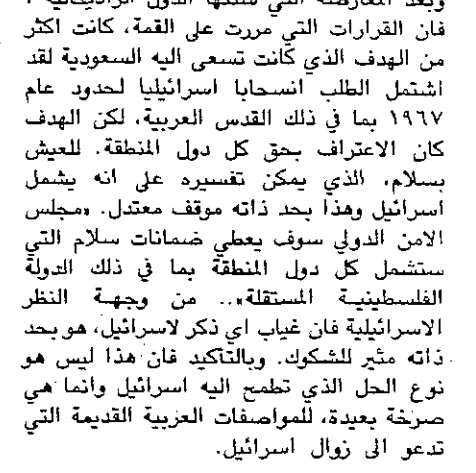 وبعد المعارضة التي مثلتها الدول الراديكالية ،
فان القرارات التي مررت على القمة، كانت اكثر
من الهدف الذي كانت تسعى اليه السعودية لقد
اشتمل الطلب انسحابا اسرائيليا لحدود عام
١٩٦٧ بما في ذلك القدس العربية، لكن الهدف
كان الاعتراف بحق كل دول المنطقة. للعيش
بسلام، الذي يمكن تفسيره على انه يشمل
اسرائيل وهذا بحد ذاته موقف معتدل. «مجلس
الامن الدولي سوف يعطي ضمانات سلام التي
ستشمل كل دول المنطقة بما في ذلك الدولة
الفلسطينية المستقلة».. من وجهة النظر
الاسرائيلية فان غياب اي ذكر لاسرائيل، هو بحد
ذاته مثير للشكوك. وبالتأكيد فان هذا ليس هو
نوع الحل الذي تطمح اليه اسرائيل وانما هي
صرخة بعيدة، للمواصفات العربية القديمة التي
تدعو الى زوال اسرائيل.